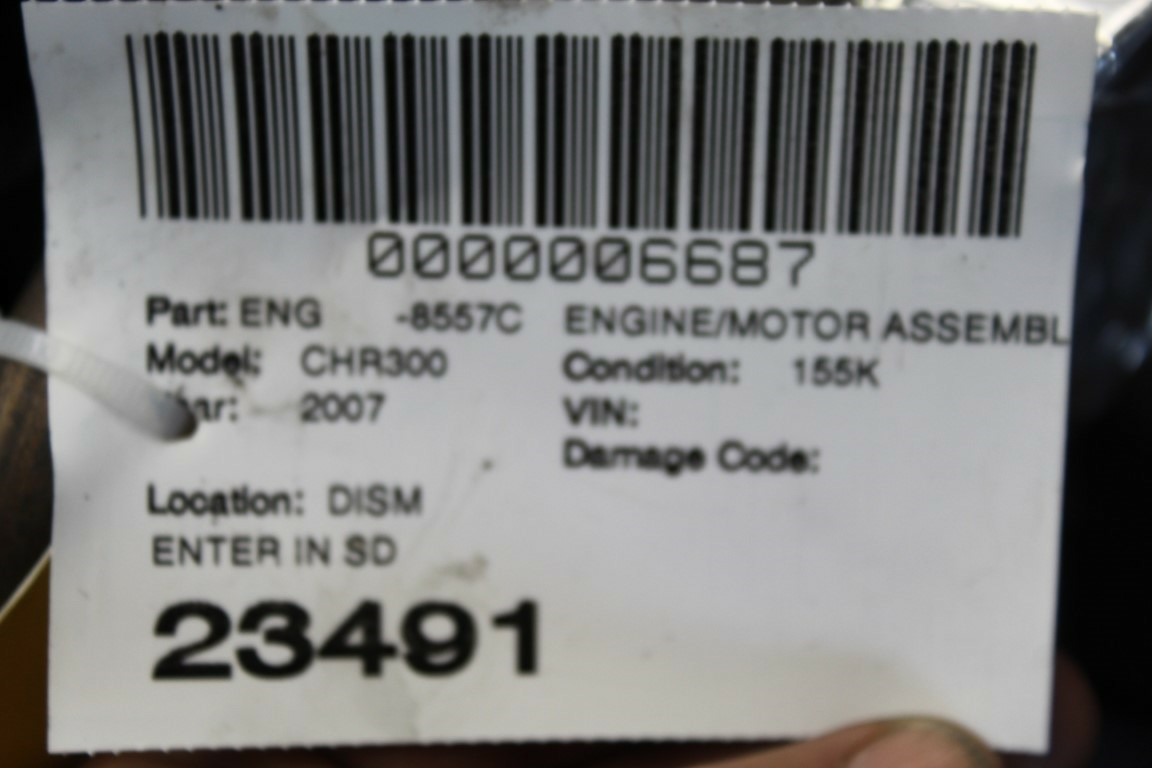 0000006687
Part: ENG -8557C ENGINE/MOTOR ASSEMBL
Model: CHR300 Condition: 155K
2007 VIN:
Damage Code:
Location: DISM
ENTER IN SD
23491